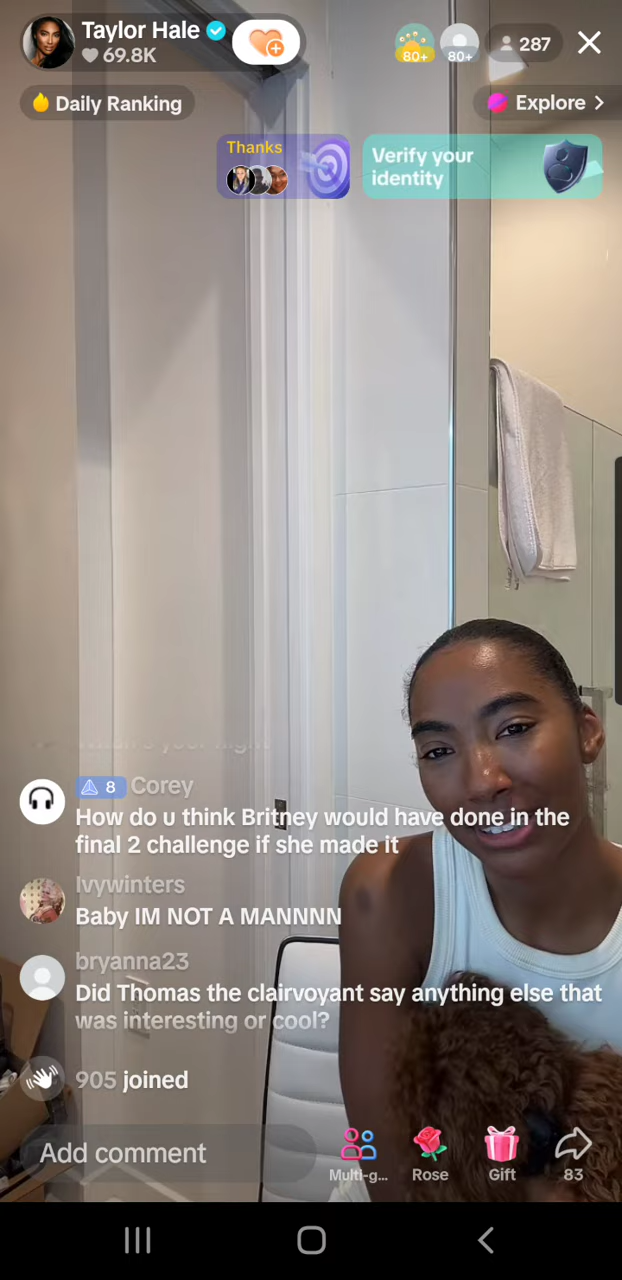 Taylor Hale
69.8K
80+
80+
287
Daily Ranking
Explore >
Thanks
Verify your
identity
8 Corey
How do u think Britney would have done in the
final 2 challenge if she made it
Ivywinters
Baby IM NOT A MANNNN
bryanna23
Did Thomas the clairvoyant say anything else that
was interesting or cool?
905 joined
Add comment
Multi-g...
Rose
Gift
83